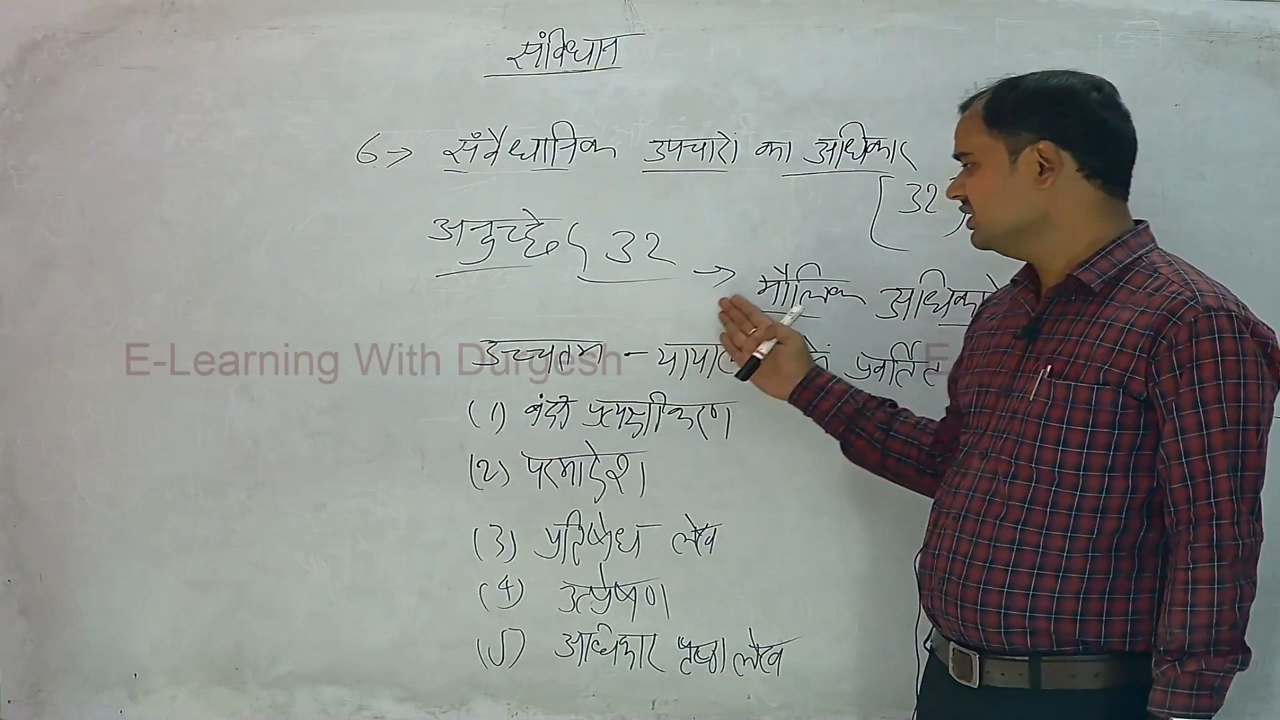 संविधान
6→ संवैधानिक उपचारों का अधिकार
[32
अनुच्छे { 32 → मौलिक अधिकारो
उच्चतम - यायाल प्रवर्तित
E-Learning With Durgesh
(1) बंदी प्रत्यक्षीकरण
(2) परमादेश
(3) प्रतिषेध लेख
(4) उत्प्रेषण
(5) अधिकार पृच्छा लेख